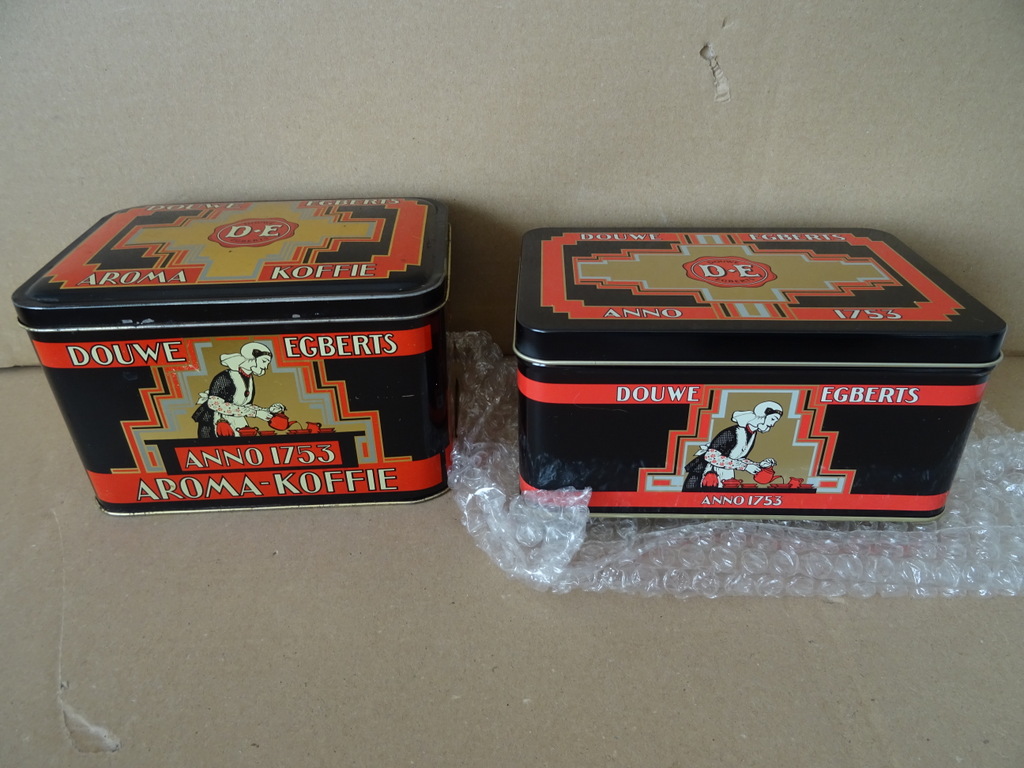 DOUWE EGBERTS
D·E
AROMA KOFFIE
DOUWE EGBERTS
ANNO 1753
AROMA-KOFFIE
DOUWE EGBERTS
D·E
ANNO 1753
DOUWE EGBERTS
ANNO 1753